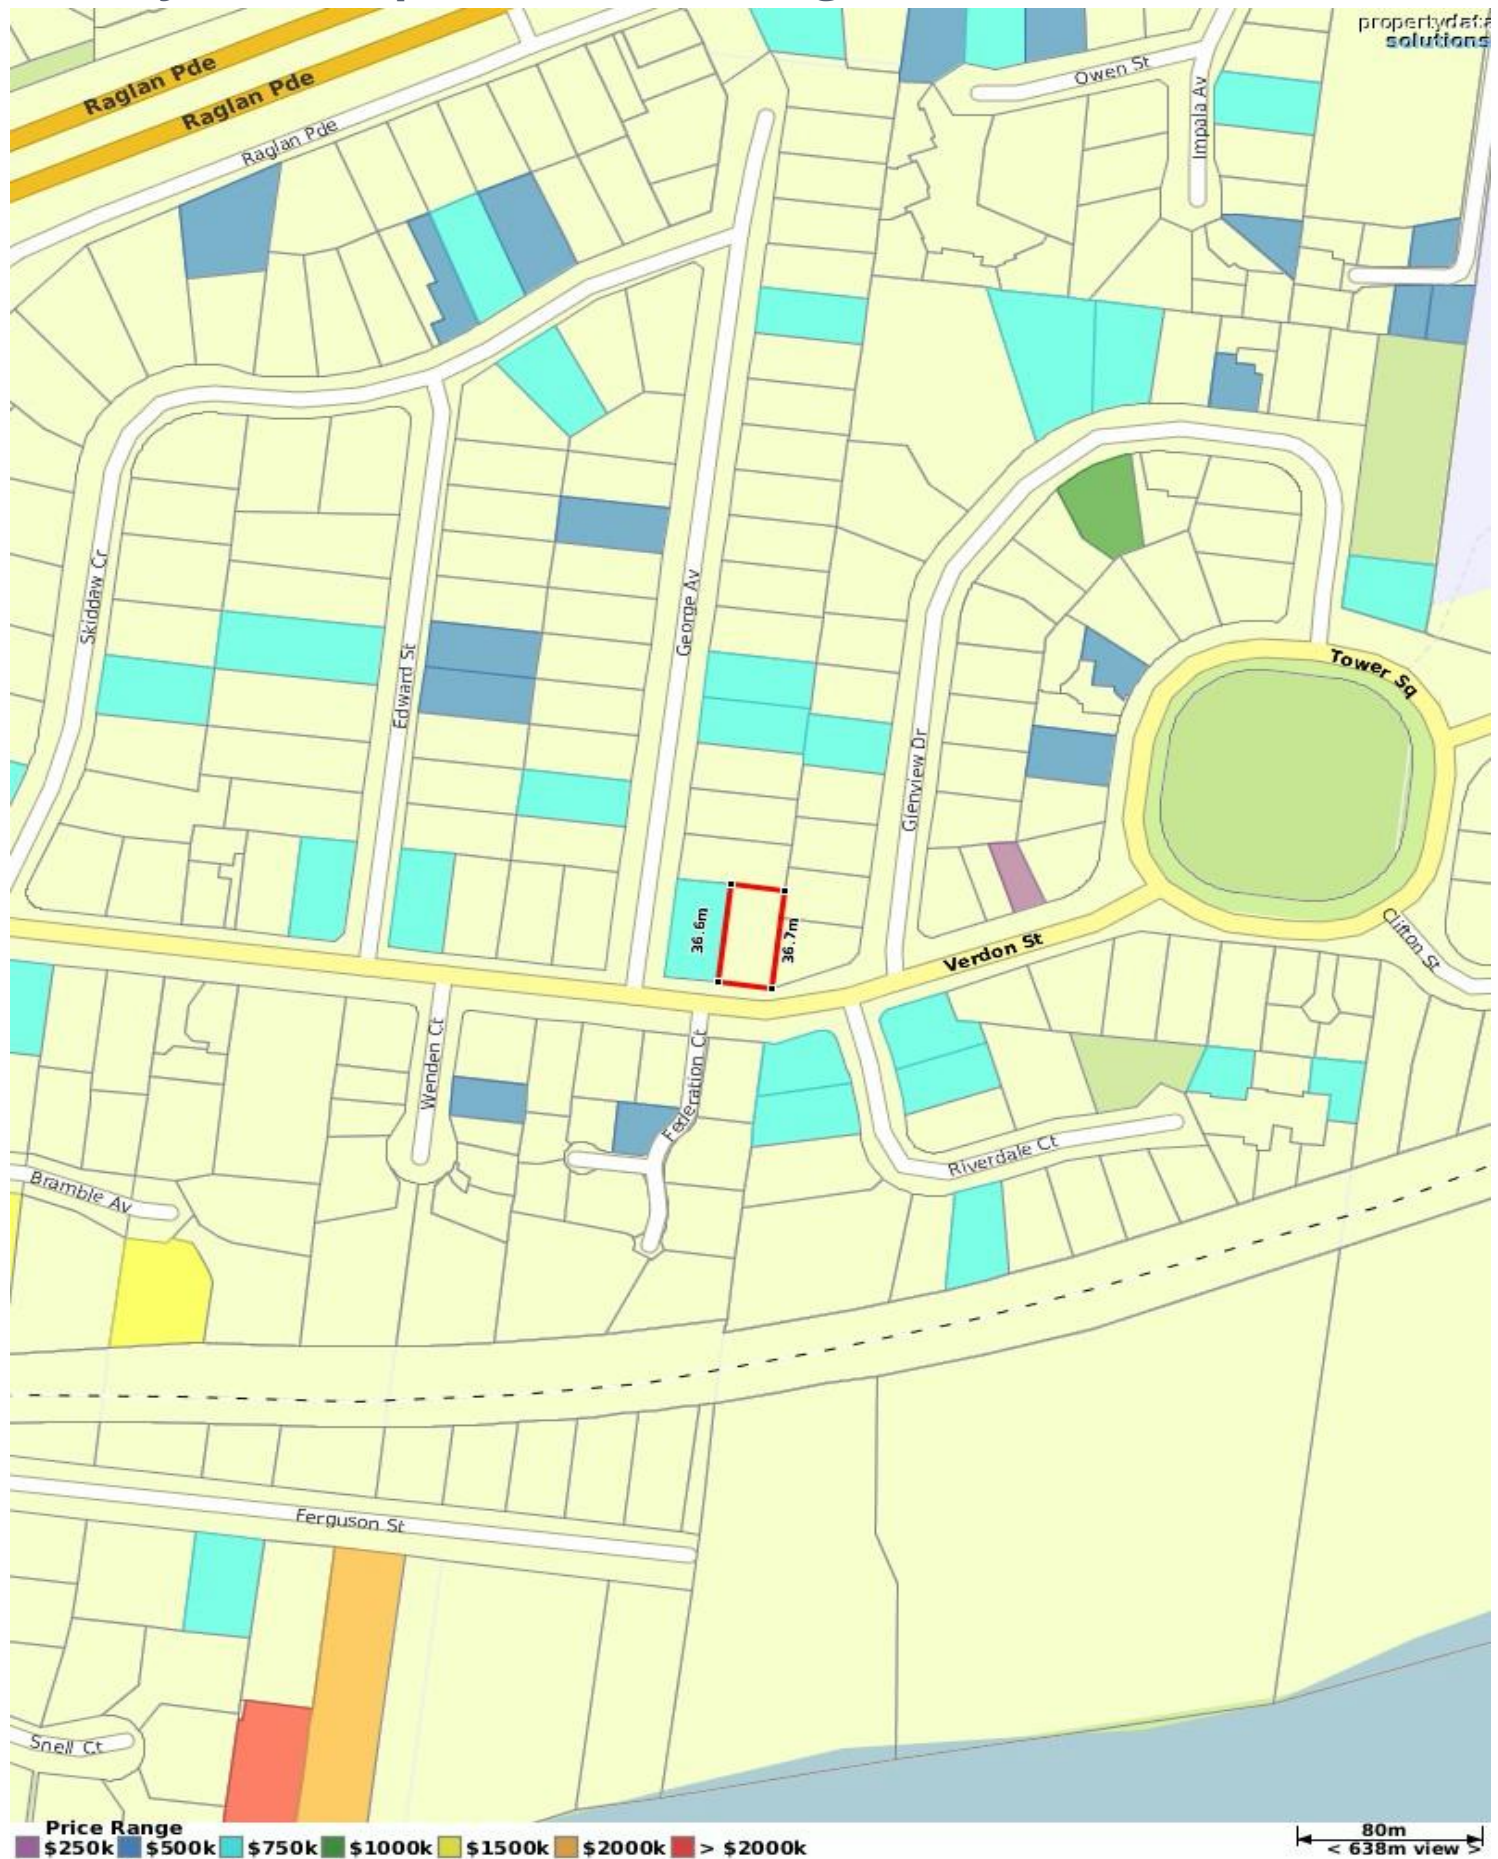 propertydata
solutions
Raglan Pde
Raglan Pde
Raglan Pde
Owen St
Impala Av
Skiddaw Cr
Edward St
George Av
Glenview Dr
Tower Sq
36.6m
36.7m
Verdon St
Clifton St
Wenden Ct
Federation Ct
Riverdale Ct
Bramble Av
Ferguson St
Snell Ct
Price Range
$250k $500k $750k $1000k $1500k $2000k > $2000k
80m
< 638m view >